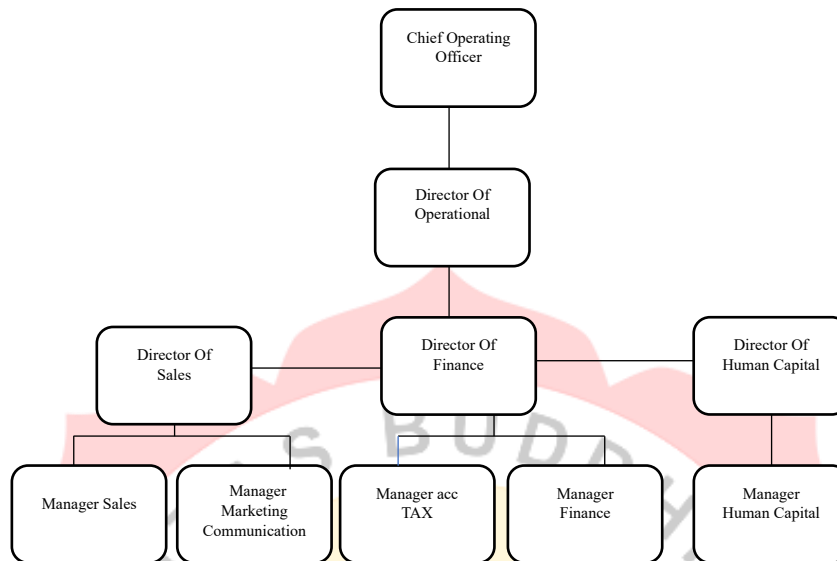 Chief Operating
Officer
Director Of
Operational
Director Of
Sales
Director Of
Finance
Director Of
Human Capital
Manager Sales
Manager
Marketing
Communication
Manager acc
TAX
Manager
Finance
Manager
Human Capital
S BUDDH